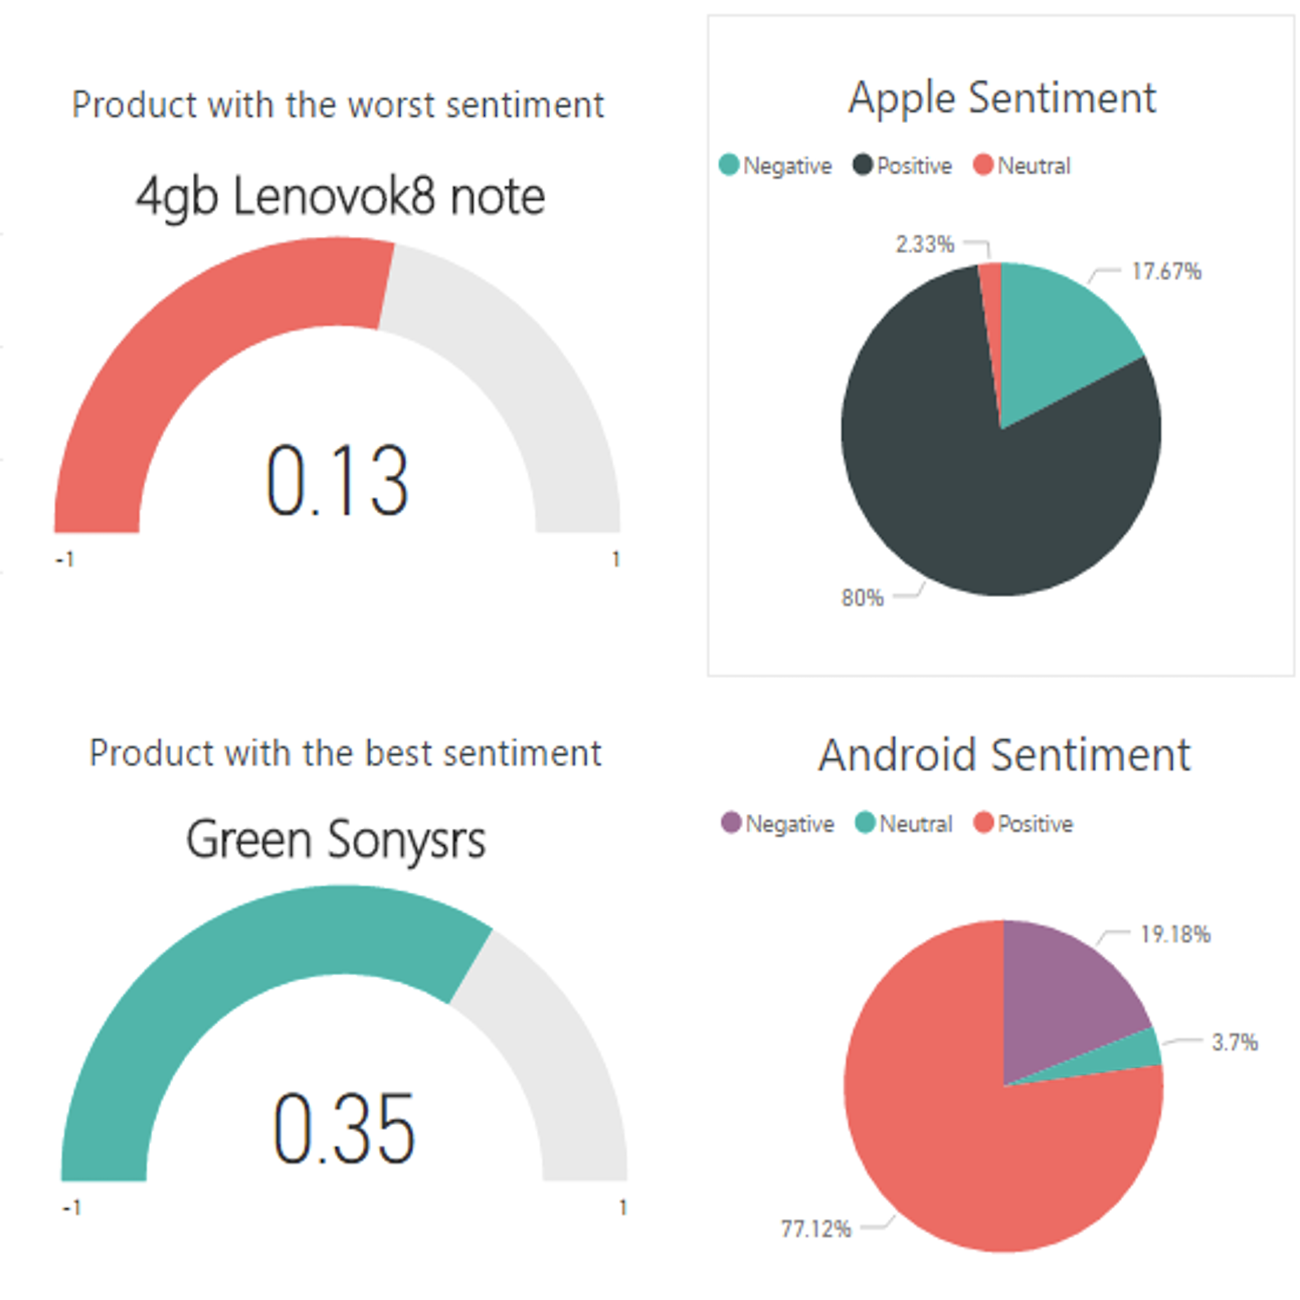 Product with the worst sentiment
4gb Lenovok8 note
0.13
-1 1
Apple Sentiment
Negative Positive Neutral
2.33%
17.67%
80%
Product with the best sentiment
Green Sonysrs
0.35
-1 1
Android Sentiment
Negative Neutral Positive
19.18%
3.7%
77.12%